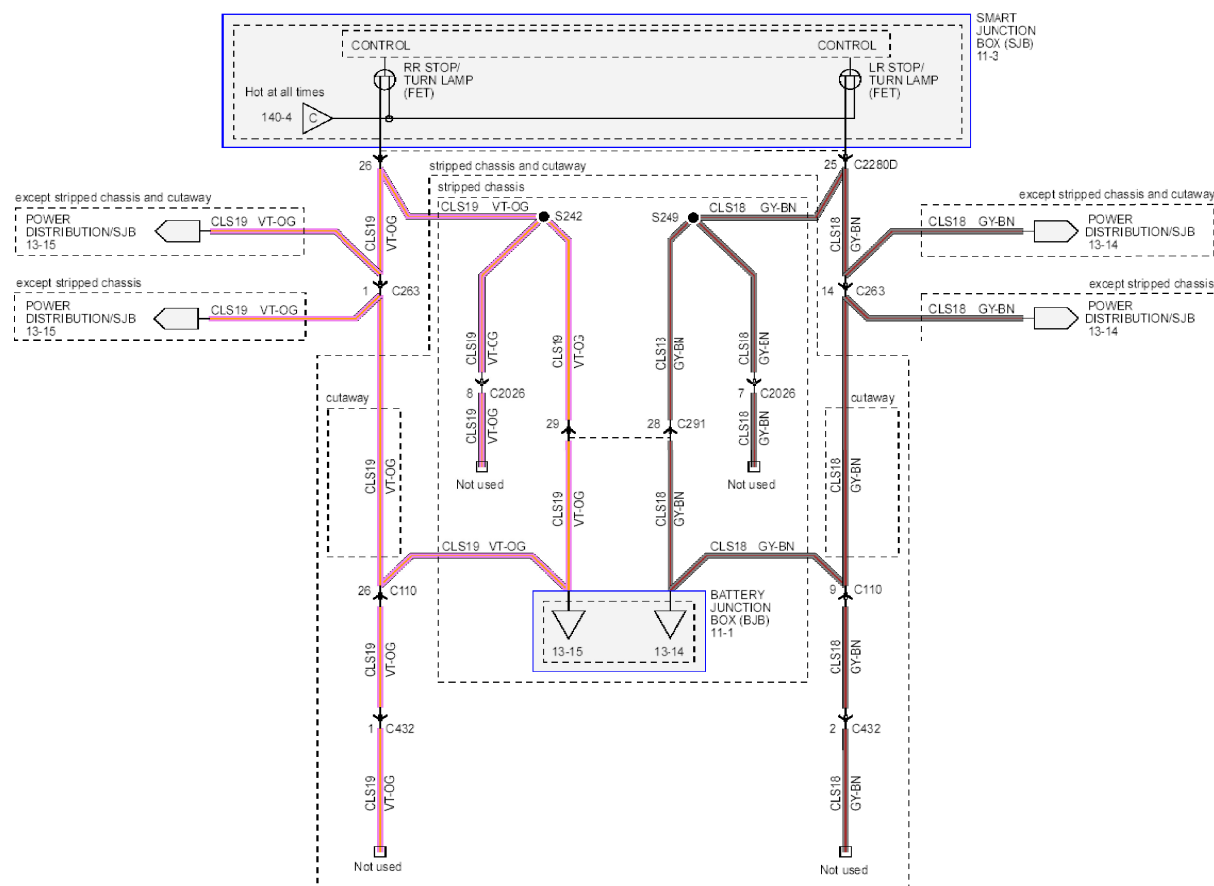 SMART
JUNCTION
BOX (SJB)
11-3
CONTROL
CONTROL
RR STOP/
TURN LAMP
(FET)
LR STOP/
TURN LAMP
(FET)
Hot at all times
140-4
C
26
25
C2280D
stripped chassis and cutaway
stripped chassis
except stripped chassis and cutaway
except stripped chassis and cutaway
POWER
DISTRIBUTION/SJB
13-15
CLS19 VT-OG
CLS19
VT-OG
CLS19 VT-OG
S242
S249
CLS18 GY-BN
CLS18
GY-BN
CLS18 GY-BN
POWER
DISTRIBUTION/SJB
13-14
except stripped chassis
except stripped chassis
1
C263
14
C263
POWER
DISTRIBUTION/SJB
13-15
CLS19 VT-OG
CLS18 GY-BN
POWER
DISTRIBUTION/SJB
13-14
CLS19
VT-OG
CLS19
VT-OG
CLS18
GY-BN
CLS18
GY-BN
8
C2026
7
C2026
cutaway
cutaway
CLS19
VT-OG
29
28
C291
CLS18
GY-BN
CLS19
VT-OG
CLS18
GY-BN
Not used
Not used
CLS19
VT-OG
CLS18
GY-BN
CLS19 VT-OG
CLS18 GY-BN
26
C110
9
C110
BATTERY
JUNCTION
BOX (BJB)
11-1
13-15
13-14
CLS19
VT-OG
CLS18
GY-BN
1
C432
2
C432
CLS19
VT-OG
CLS18
GY-BN
Not used
Not used